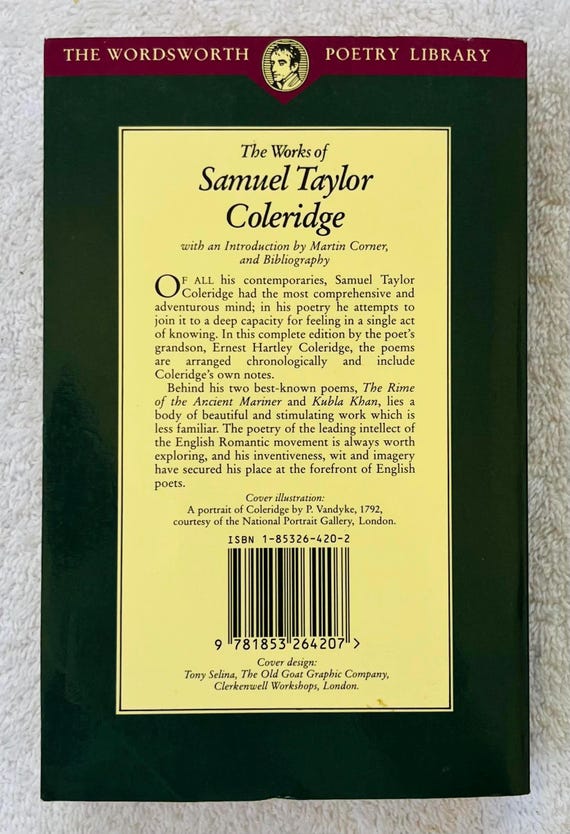 THE WORDSWORTH POETRY LIBRARY
The Works of
Samuel Taylor
Coleridge
with an Introduction by Martin Corner,
and Bibliography
OF ALL his contemporaries, Samuel Taylor
Coleridge had the most comprehensive and
adventurous mind; in his poetry he attempts to
join it to a deep capacity for feeling in a single act
of knowing. In this complete edition by the poet's
grandson, Ernest Hartley Coleridge, the poems
are arranged chronologically and include
Coleridge's own notes.
Behind his two best-known poems, The Rime
of the Ancient Mariner and Kubla Khan, lies a
body of beautiful and stimulating work which is
less familiar. The poetry of the leading intellect of
the English Romantic movement is always worth
exploring, and his inventiveness, wit and imagery
have secured his place at the forefront of English
poets.
Cover illustration:
A portrait of Coleridge by P. Vandyke, 1792,
courtesy of the National Portrait Gallery, London.
ISBN 1-85326-420-2
9 781853 264207 >
Cover design:
Tony Selina, The Old Goat Graphic Company,
Clerkenwell Workshops, London.